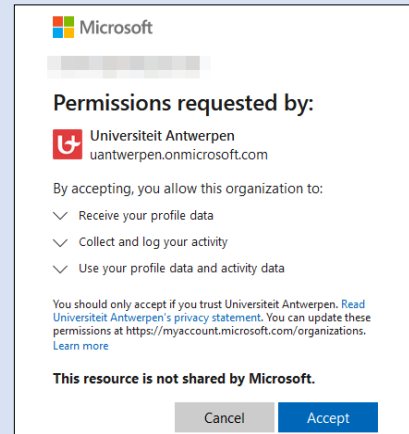 Microsoft
Permissions requested by:
Universiteit Antwerpen
uantwerpen.onmicrosoft.com
By accepting, you allow this organization to:
Receive your profile data
Collect and log your activity
Use your profile data and activity data
You should only accept if you trust Universiteit Antwerpen. Read
Universiteit Antwerpen's privacy statement. You can update these
permissions at https://myaccount.microsoft.com/organizations.
Learn more
This resource is not shared by Microsoft.
Cancel Accept